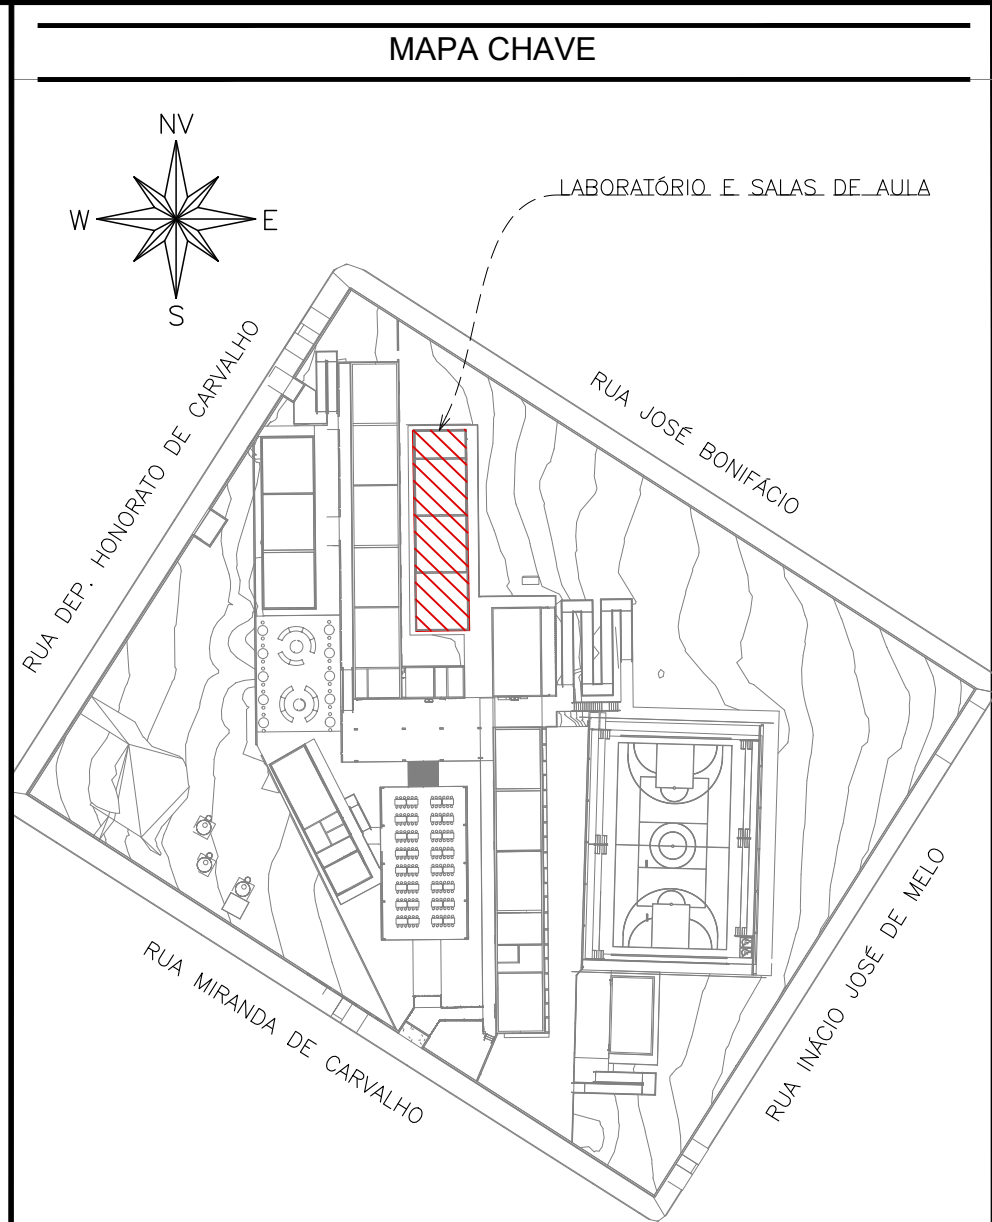 MAPA CHAVE
NV
W
E
S
LABORATÓRIO E SALAS DE AULA
RUA DEP. HONORATO DE CARVALHO
RUA JOSÉ BONIFÁCIO
RUA MIRANDA DE CARVALHO
RUA INÁCIO JOSÉ DE MELO